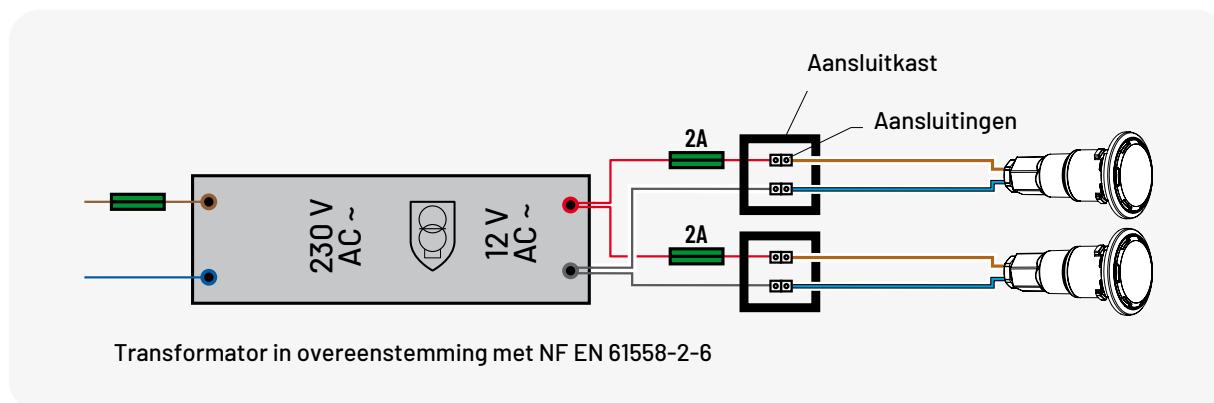 Aansluitkast
Aansluitingen
2A
230 V
AC ~
12 V
AC ~
2A
Transformator in overeenstemming met NF EN 61558-2-6